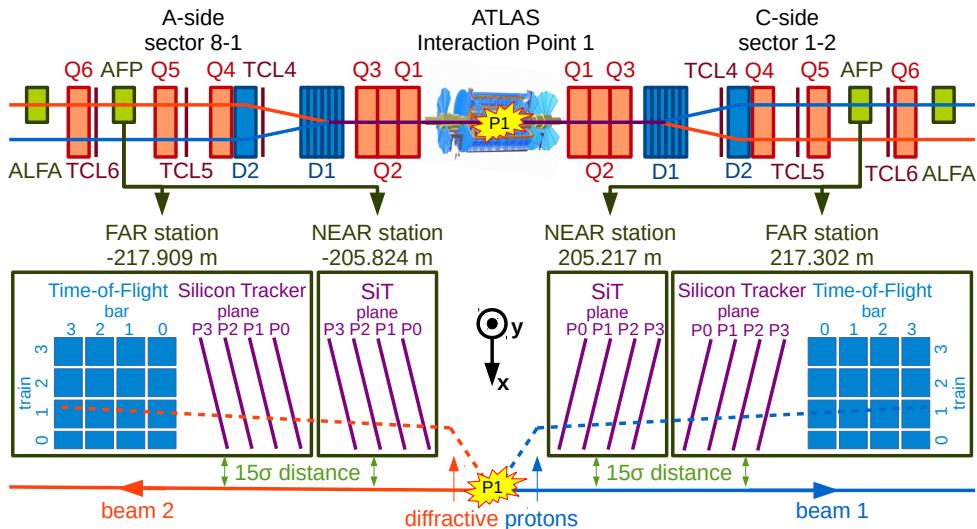 A-side
sector 8-1
ATLAS
Interaction Point 1
C-side
sector 1-2
Q6 AFP Q5 Q4 Q3 Q1 Q1 Q3 TCL4 Q4 Q5 AFP Q6
TCL4
P1
ALFA TCL6 TCL5 D2 D1 Q2 Q2 D1 D2 TCL5 TCL6 ALFA
FAR station
-217.909 m
NEAR station
-205.824 m
NEAR station
205.217 m
FAR station
217.302 m
Time-of-Flight
bar
3 2 1 0
train
3
2
1
0
Silicon Tracker
plane
P3 P2 P1 P0
SiT
plane
P3 P2 P1 P0
y
x
SiT
plane
P0 P1 P2 P3
Silicon Tracker
plane
P0 P1 P2 P3
Time-of-Flight
bar
0 1 2 3
3
2
1
0
train
15σ distance
15σ distance
P1
beam 2
diffractive protons
beam 1